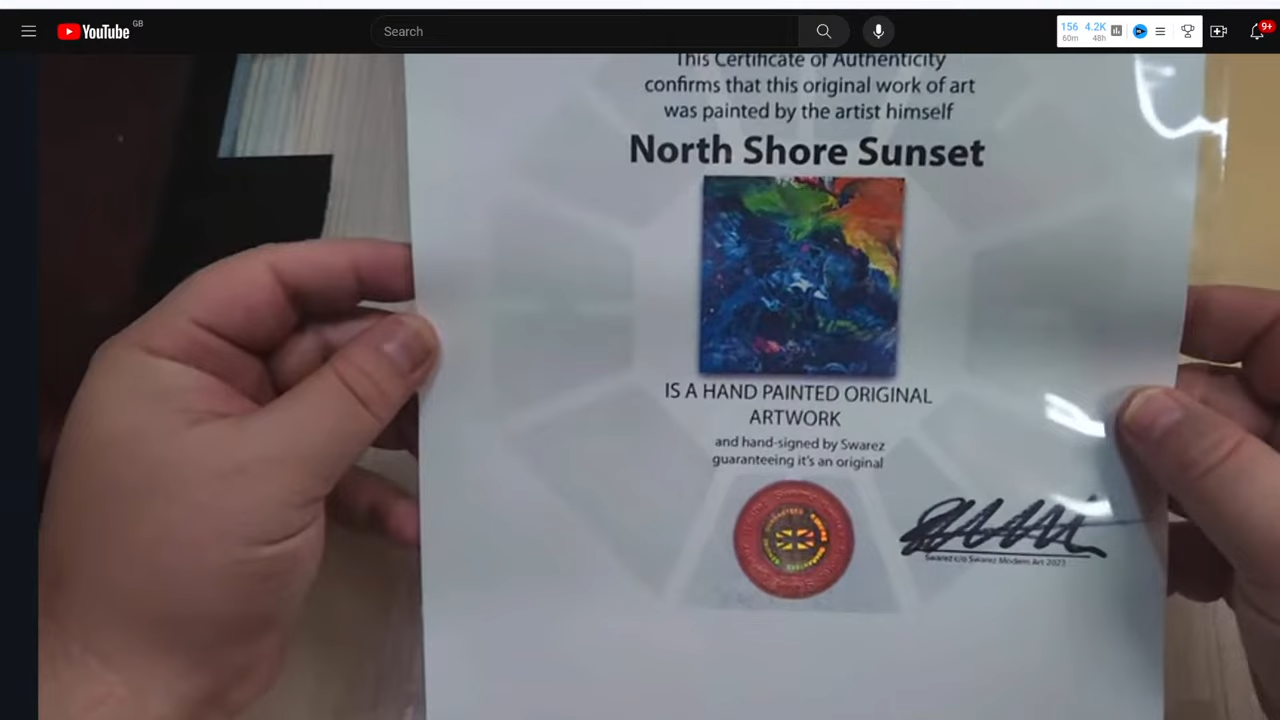 YouTube
GB
Search
156 4.2K
60m 48h
9+
This Certificate of Authenticity
confirms that this original work of art
was painted by the artist himself
North Shore Sunset
IS A HAND PAINTED ORIGINAL
ARTWORK
and hand-signed by Swarez
guaranteeing it's an original
Swarez c/o Swarez Modern Art 2021